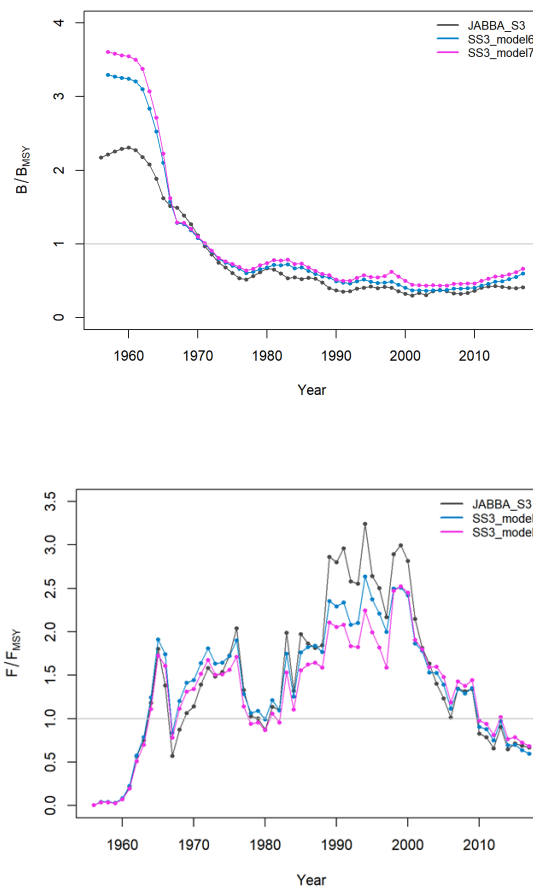 4
3
2
1
0
B / BMSY
JABBA_S3
SS3_model6
SS3_model7
1960 1970 1980 1990 2000 2010
Year
3.5
3.0
2.5
2.0
1.5
1.0
0.5
0.0
F / FMSY
JABBA_S3
SS3_model
SS3_model
1960 1970 1980 1990 2000 2010
Year